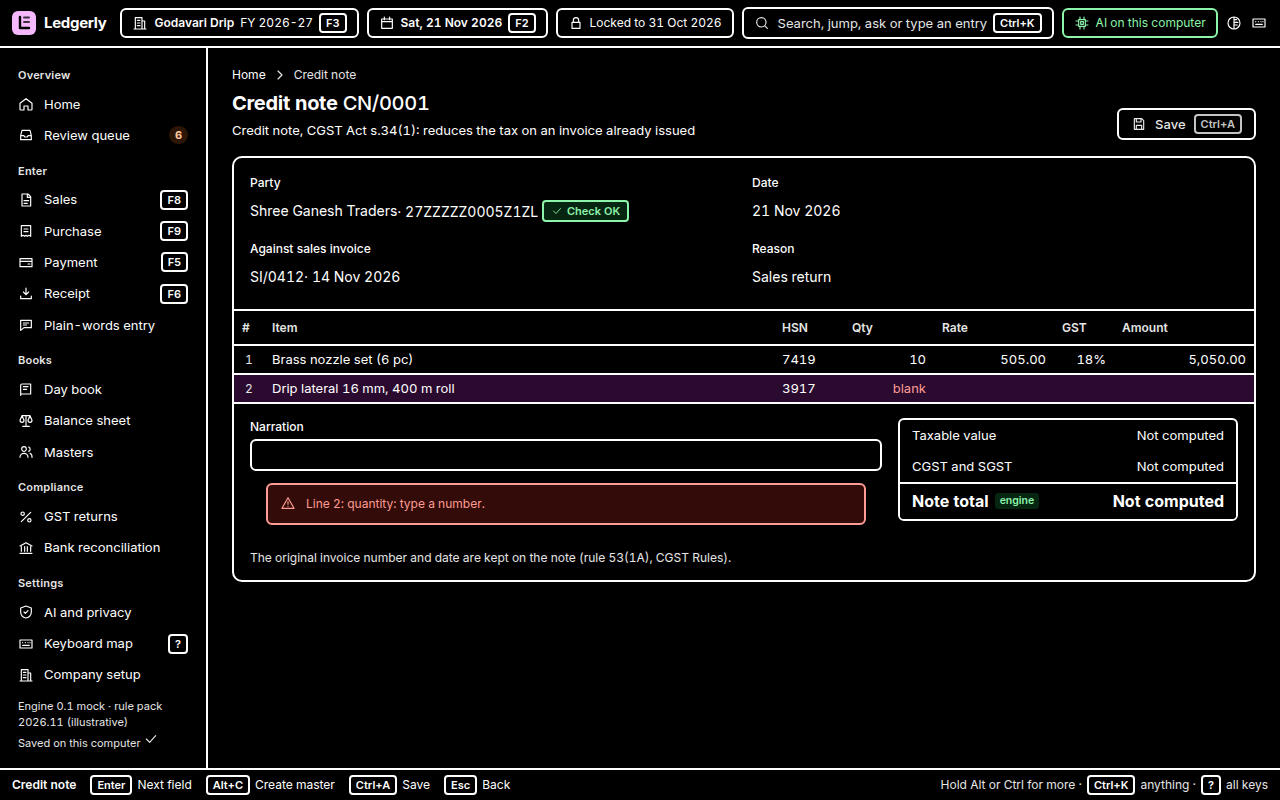 Ledgerly
Godavari Drip FY 2026-27 F3
Sat, 21 Nov 2026 F2
Locked to 31 Oct 2026
Search, jump, ask or type an entry Ctrl+K
AI on this computer
Overview
Home
Review queue 6
Enter
Sales F8
Purchase F9
Payment F5
Receipt F6
Plain-words entry
Books
Day book
Balance sheet
Masters
Compliance
GST returns
Bank reconciliation
Settings
AI and privacy
Keyboard map ?
Company setup
Engine 0.1 mock · rule pack
2026.11 (illustrative)
Saved on this computer
Home > Credit note
Credit note CN/0001
Credit note, CGST Act s.34(1): reduces the tax on an invoice already issued
Save Ctrl+A
Party
Shree Ganesh Traders· 27ZZZZZ0005Z1ZL Check OK
Date
21 Nov 2026
Against sales invoice
SI/0412· 14 Nov 2026
Reason
Sales return
# Item HSN Qty Rate GST Amount
1 Brass nozzle set (6 pc) 7419 10 505.00 18% 5,050.00
2 Drip lateral 16 mm, 400 m roll 3917 blank
Narration
Line 2: quantity: type a number.
Taxable value Not computed
CGST and SGST Not computed
Note total engine Not computed
The original invoice number and date are kept on the note (rule 53(1A), CGST Rules).
Credit note Enter Next field Alt+C Create master Ctrl+A Save Esc Back
Hold Alt or Ctrl for more · Ctrl+K anything · ? all keys